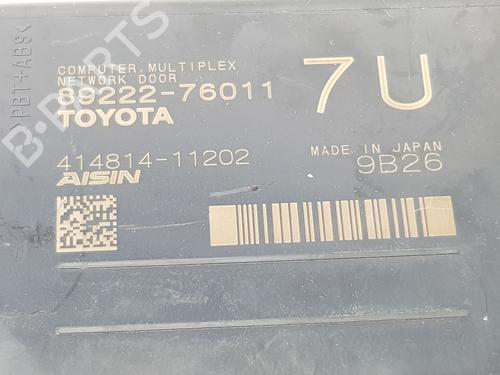 B-PARTS
>PBT+ABS<
COMPUTER, MULTIPLEX
NETWORK DOOR
89222-76011
7U
TOYOTA
414814-11202
MADE IN JAPAN
AISIN
9B26